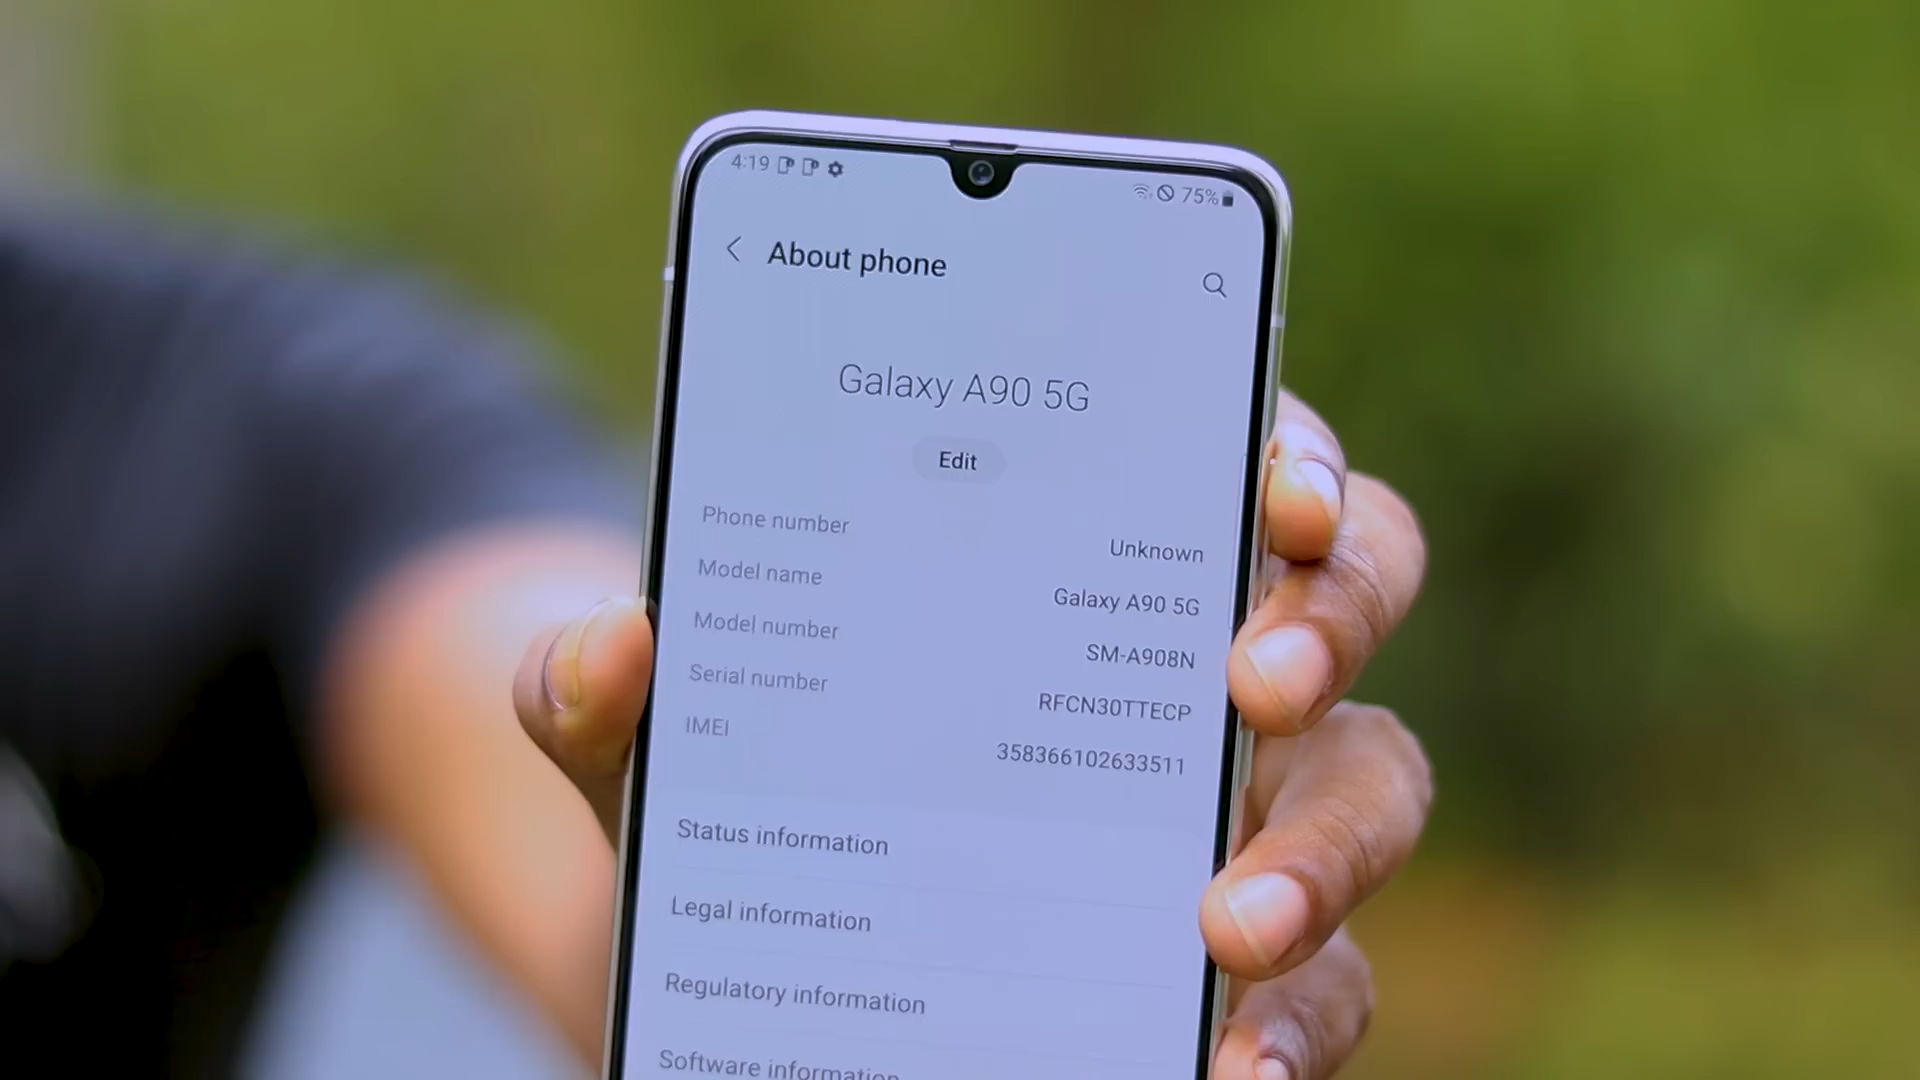 4:19
75%
About phone
Galaxy A90 5G
Edit
Phone number Unknown
Model name Galaxy A90 5G
Model number SM-A908N
Serial number RFCN30TTECP
IMEI 358366102633511
Status information
Legal information
Regulatory information
Software information